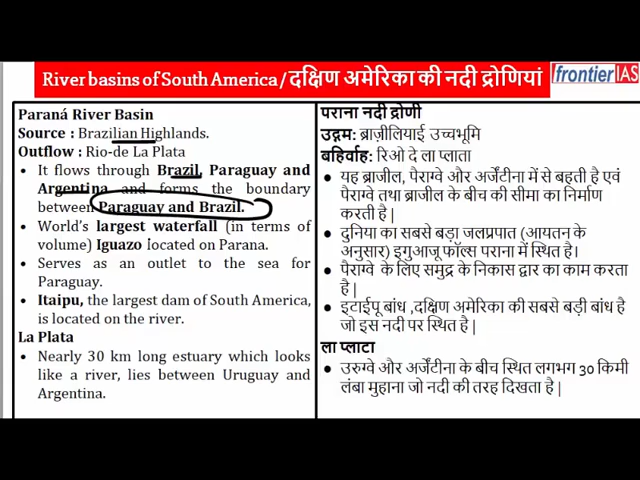 River basins of South America / दक्षिण अमेरिका की नदी द्रोणियां
frontier IAS
Paraná River Basin
Source : Brazilian Highlands.
Outflow : Rio-de La Plata
• It flows through Brazil, Paraguay and
Argentina and forms the boundary
between Paraguay and Brazil.
• World's largest waterfall (in terms of
volume) Iguazo located on Parana.
• Serves as an outlet to the sea for
Paraguay.
• Itaipu, the largest dam of South America,
is located on the river.
La Plata
• Nearly 30 km long estuary which looks
like a river, lies between Uruguay and
Argentina.
पराना नदी द्रोणी
उद्गम: ब्राज़ीलियाई उच्चभूमि
बहिर्वाह: रिओ दे ला प्लाता
• यह ब्राजील, पैराग्वे और अर्जेंटीना में से बहती है एवं
पैराग्वे तथा ब्राजील के बीच की सीमा का निर्माण
करती है |
• दुनिया का सबसे बड़ा जलप्रपात (आयतन के
अनुसार) इगुआजू फॉल्स पराना में स्थित है।
• पैराग्वे के लिए समुद्र के निकास द्वार का काम करता
है |
• इटाईपू बांध ,दक्षिण अमेरिका की सबसे बड़ी बांध है
जो इस नदी पर स्थित है |
ला प्लाटा
• उरुग्वे और अर्जेंटीना के बीच स्थित लगभग 30 किमी
लंबा मुहाना जो नदी की तरह दिखता है |